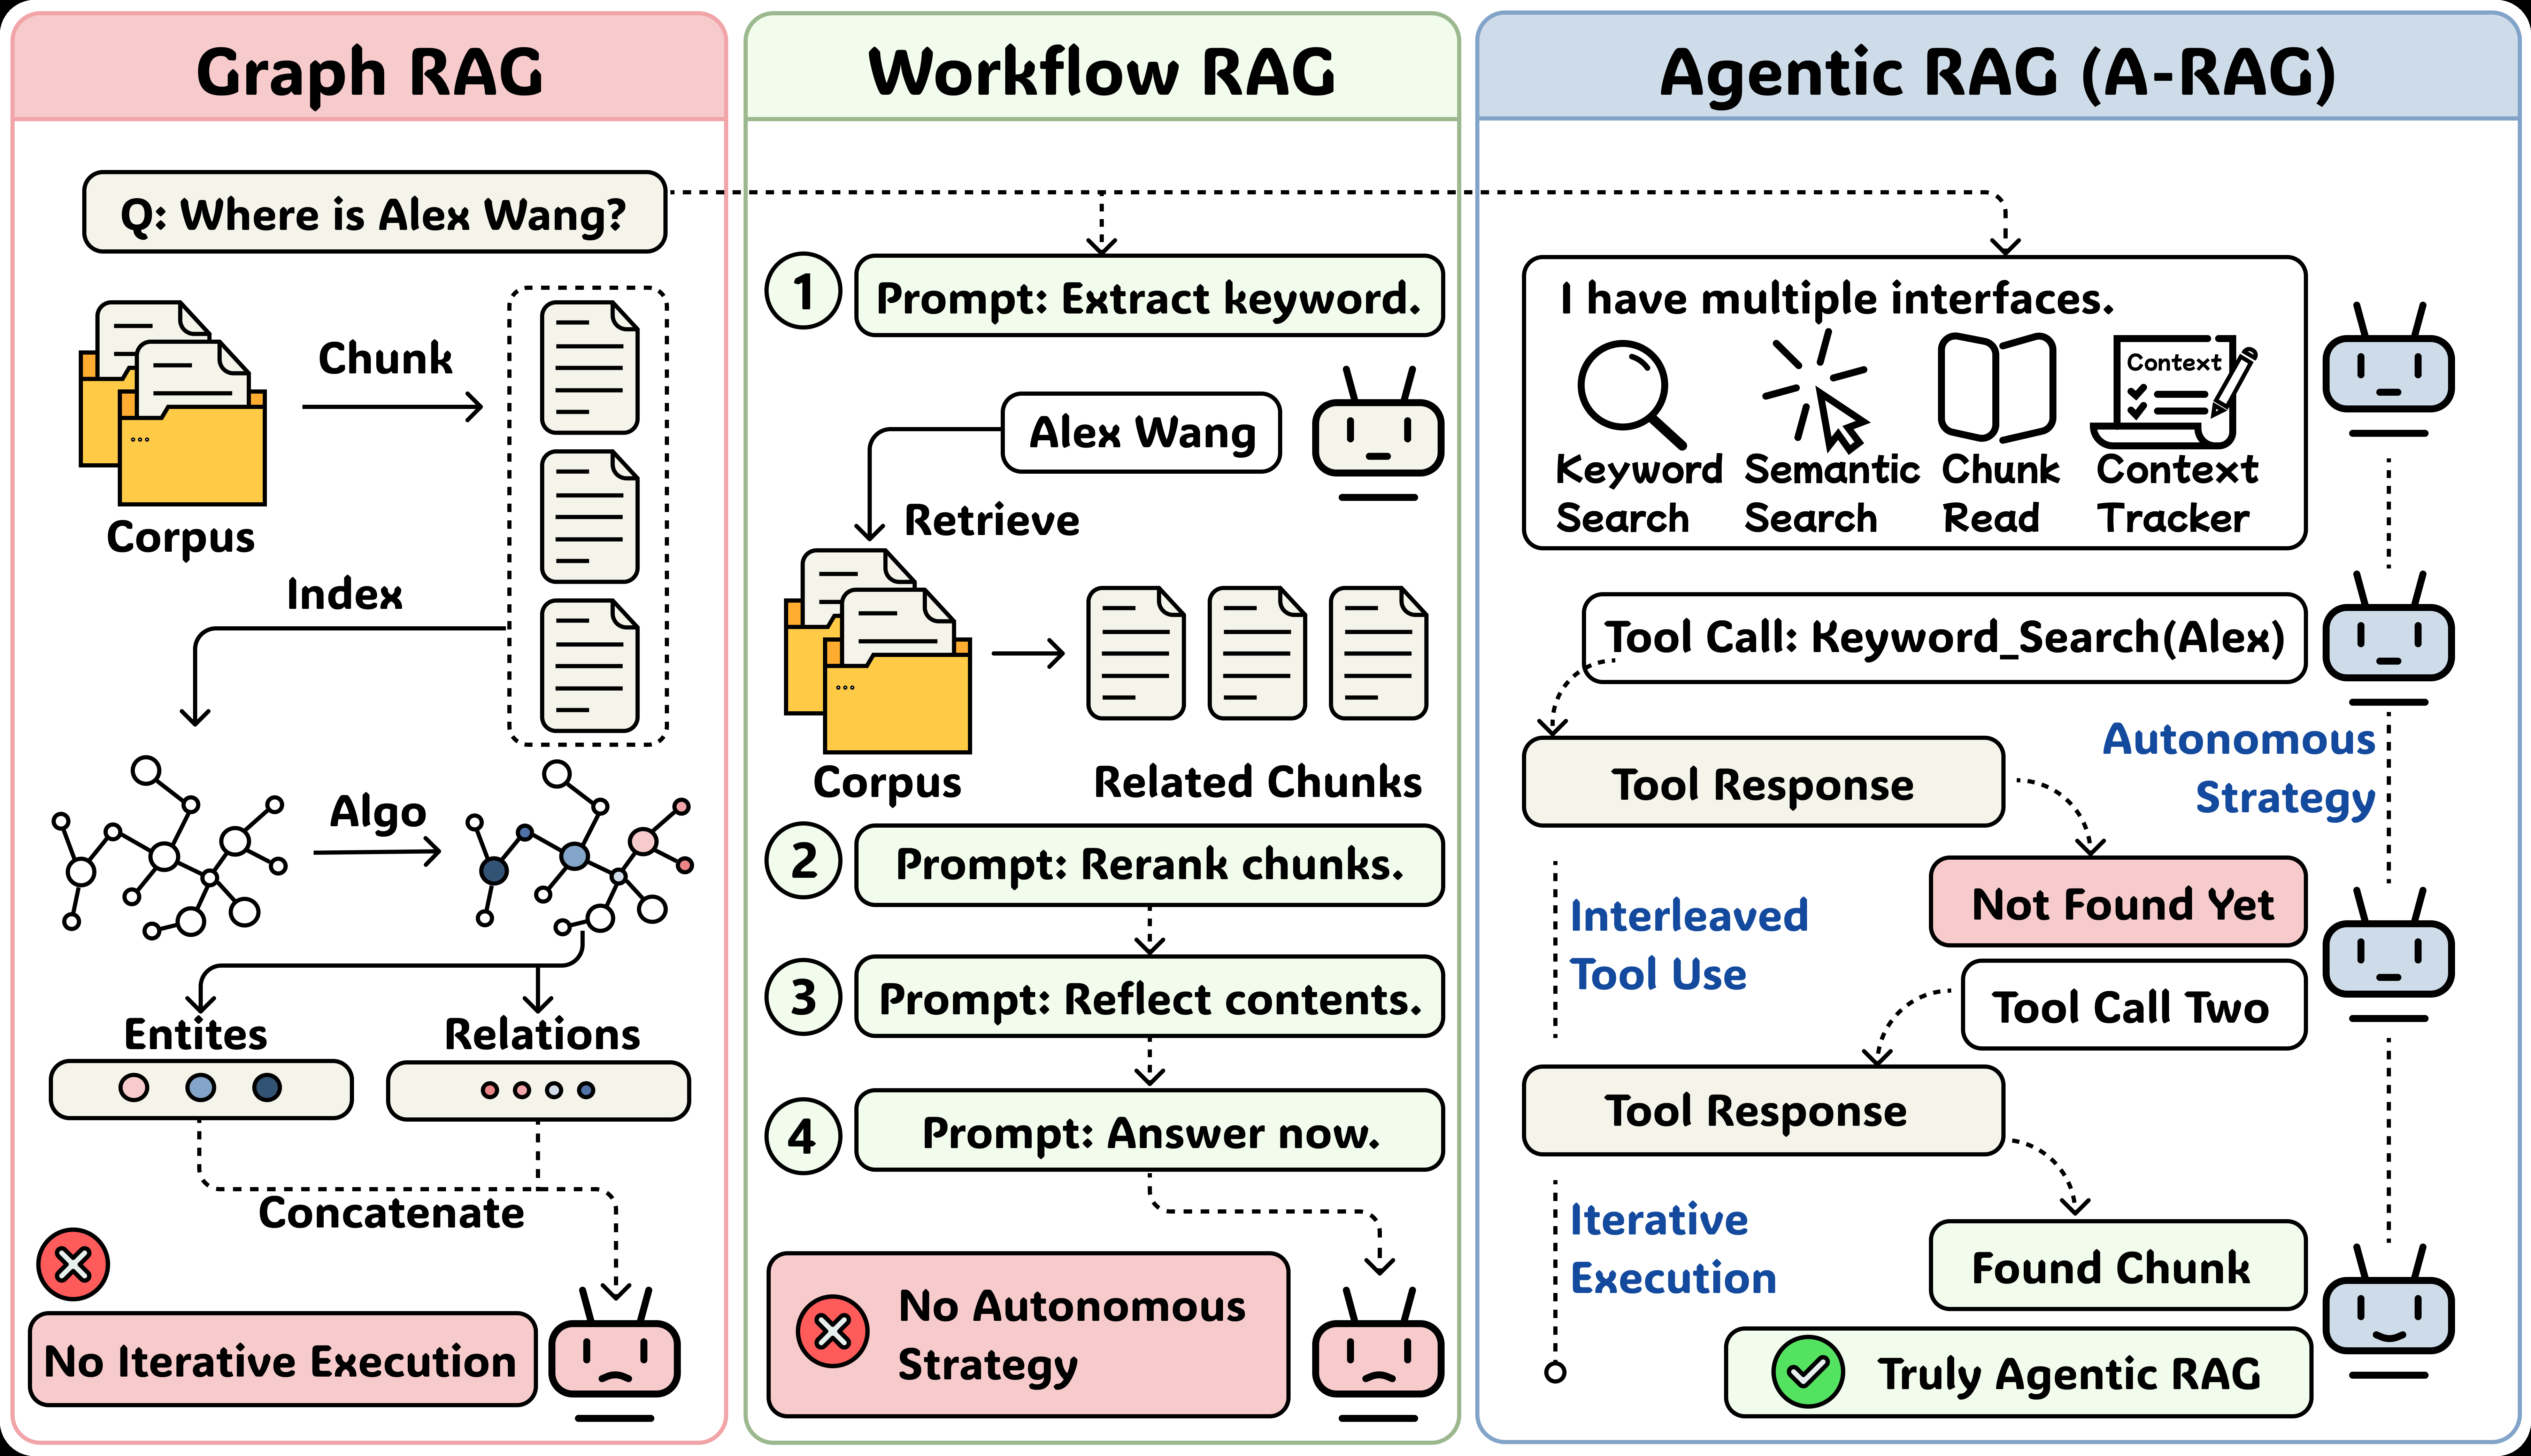 Graph RAG
Q: Where is Alex Wang?
Chunk
Corpus
Index
Algo
Entites
Relations
Concatenate
No Iterative Execution
Workflow RAG
1
Prompt: Extract keyword.
Alex Wang
Retrieve
Corpus
Related Chunks
2
Prompt: Rerank chunks.
3
Prompt: Reflect contents.
4
Prompt: Answer now.
No Autonomous
Strategy
Agentic RAG (A-RAG)
I have multiple interfaces.
Context
Keyword
Search
Semantic
Search
Chunk
Read
Context
Tracker
Tool Call: Keyword_Search(Alex)
Tool Response
Autonomous
Strategy
Not Found Yet
Interleaved
Tool Use
Tool Call Two
Tool Response
Iterative
Execution
Found Chunk
Truly Agentic RAG